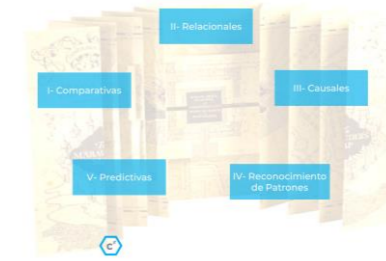 II- Relacionales
I- Comparativas
III- Causales
V- Predictivas
IV- Reconocimiento
de Patrones